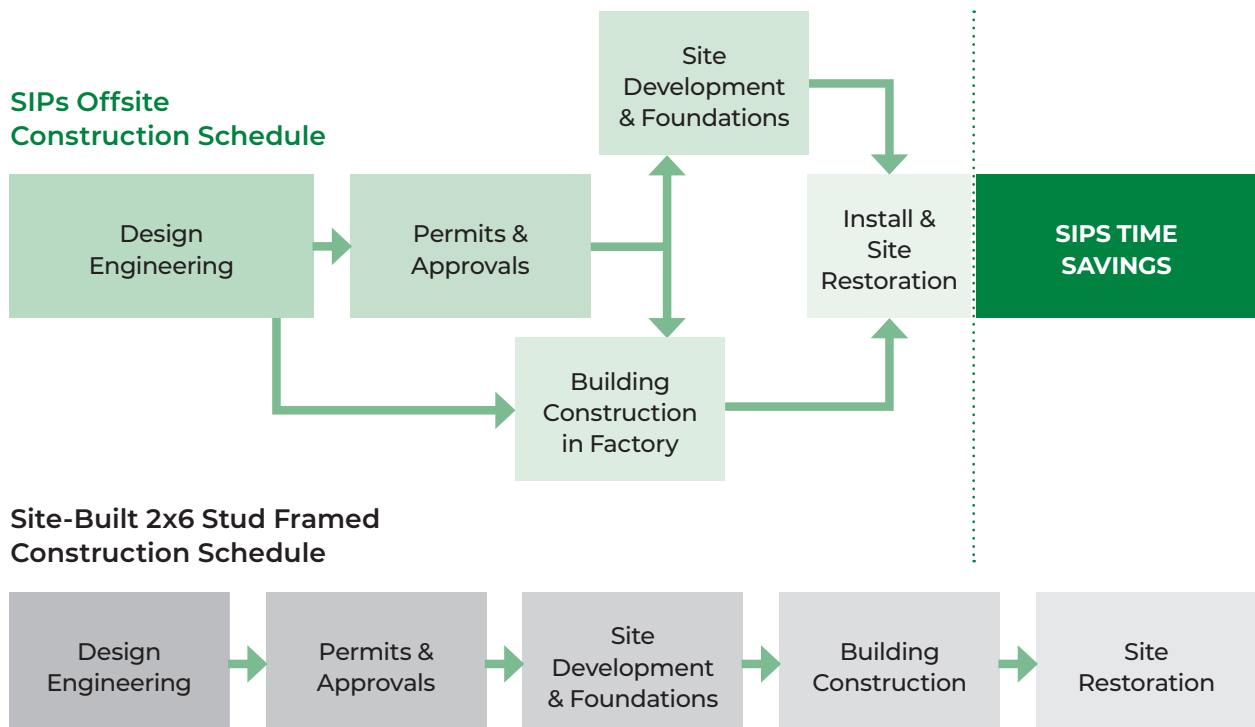 SIPs Offsite
Construction Schedule
Design
Engineering
Permits &
Approvals
Site
Development
& Foundations
Building
Construction
in Factory
Install &
Site
Restoration
SIPS TIME
SAVINGS
Site-Built 2x6 Stud Framed
Construction Schedule
Design
Engineering
Permits &
Approvals
Site
Development
& Foundations
Building
Construction
Site
Restoration